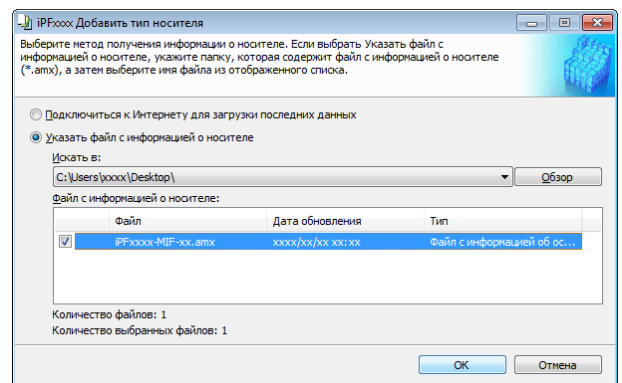 iPFxxxx Добавить тип носителя
Выберите метод получения информации о носителе. Если выбрать Указать файл с
информацией о носителе, укажите папку, которая содержит файл с информацией о носителе
(*.amx), а затем выберите имя файла из отображенного списка.
Подключиться к Интернету для загрузки последних данных
Указать файл с информацией о носителе
Искать в:
C:\Users\xxxx\Desktop\ Обзор
Файл с информацией о носителе:
Файл Дата обновления Тип
iPFxxxx-MIF-xx.amx xxxx/xx/xx xx:xx Файл с информацией об ос...
Количество файлов: 1
Количество выбранных файлов: 1
OK Отмена